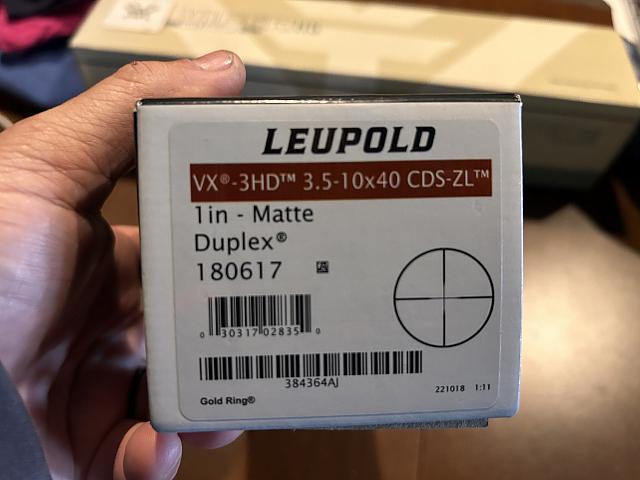 LEUPOLD
VX®-3HD™ 3.5-10x40 CDS-ZL™
1in - Matte
Duplex®
180617
0 30317 02835 0
384364AJ
221018 1:11
Gold Ring®